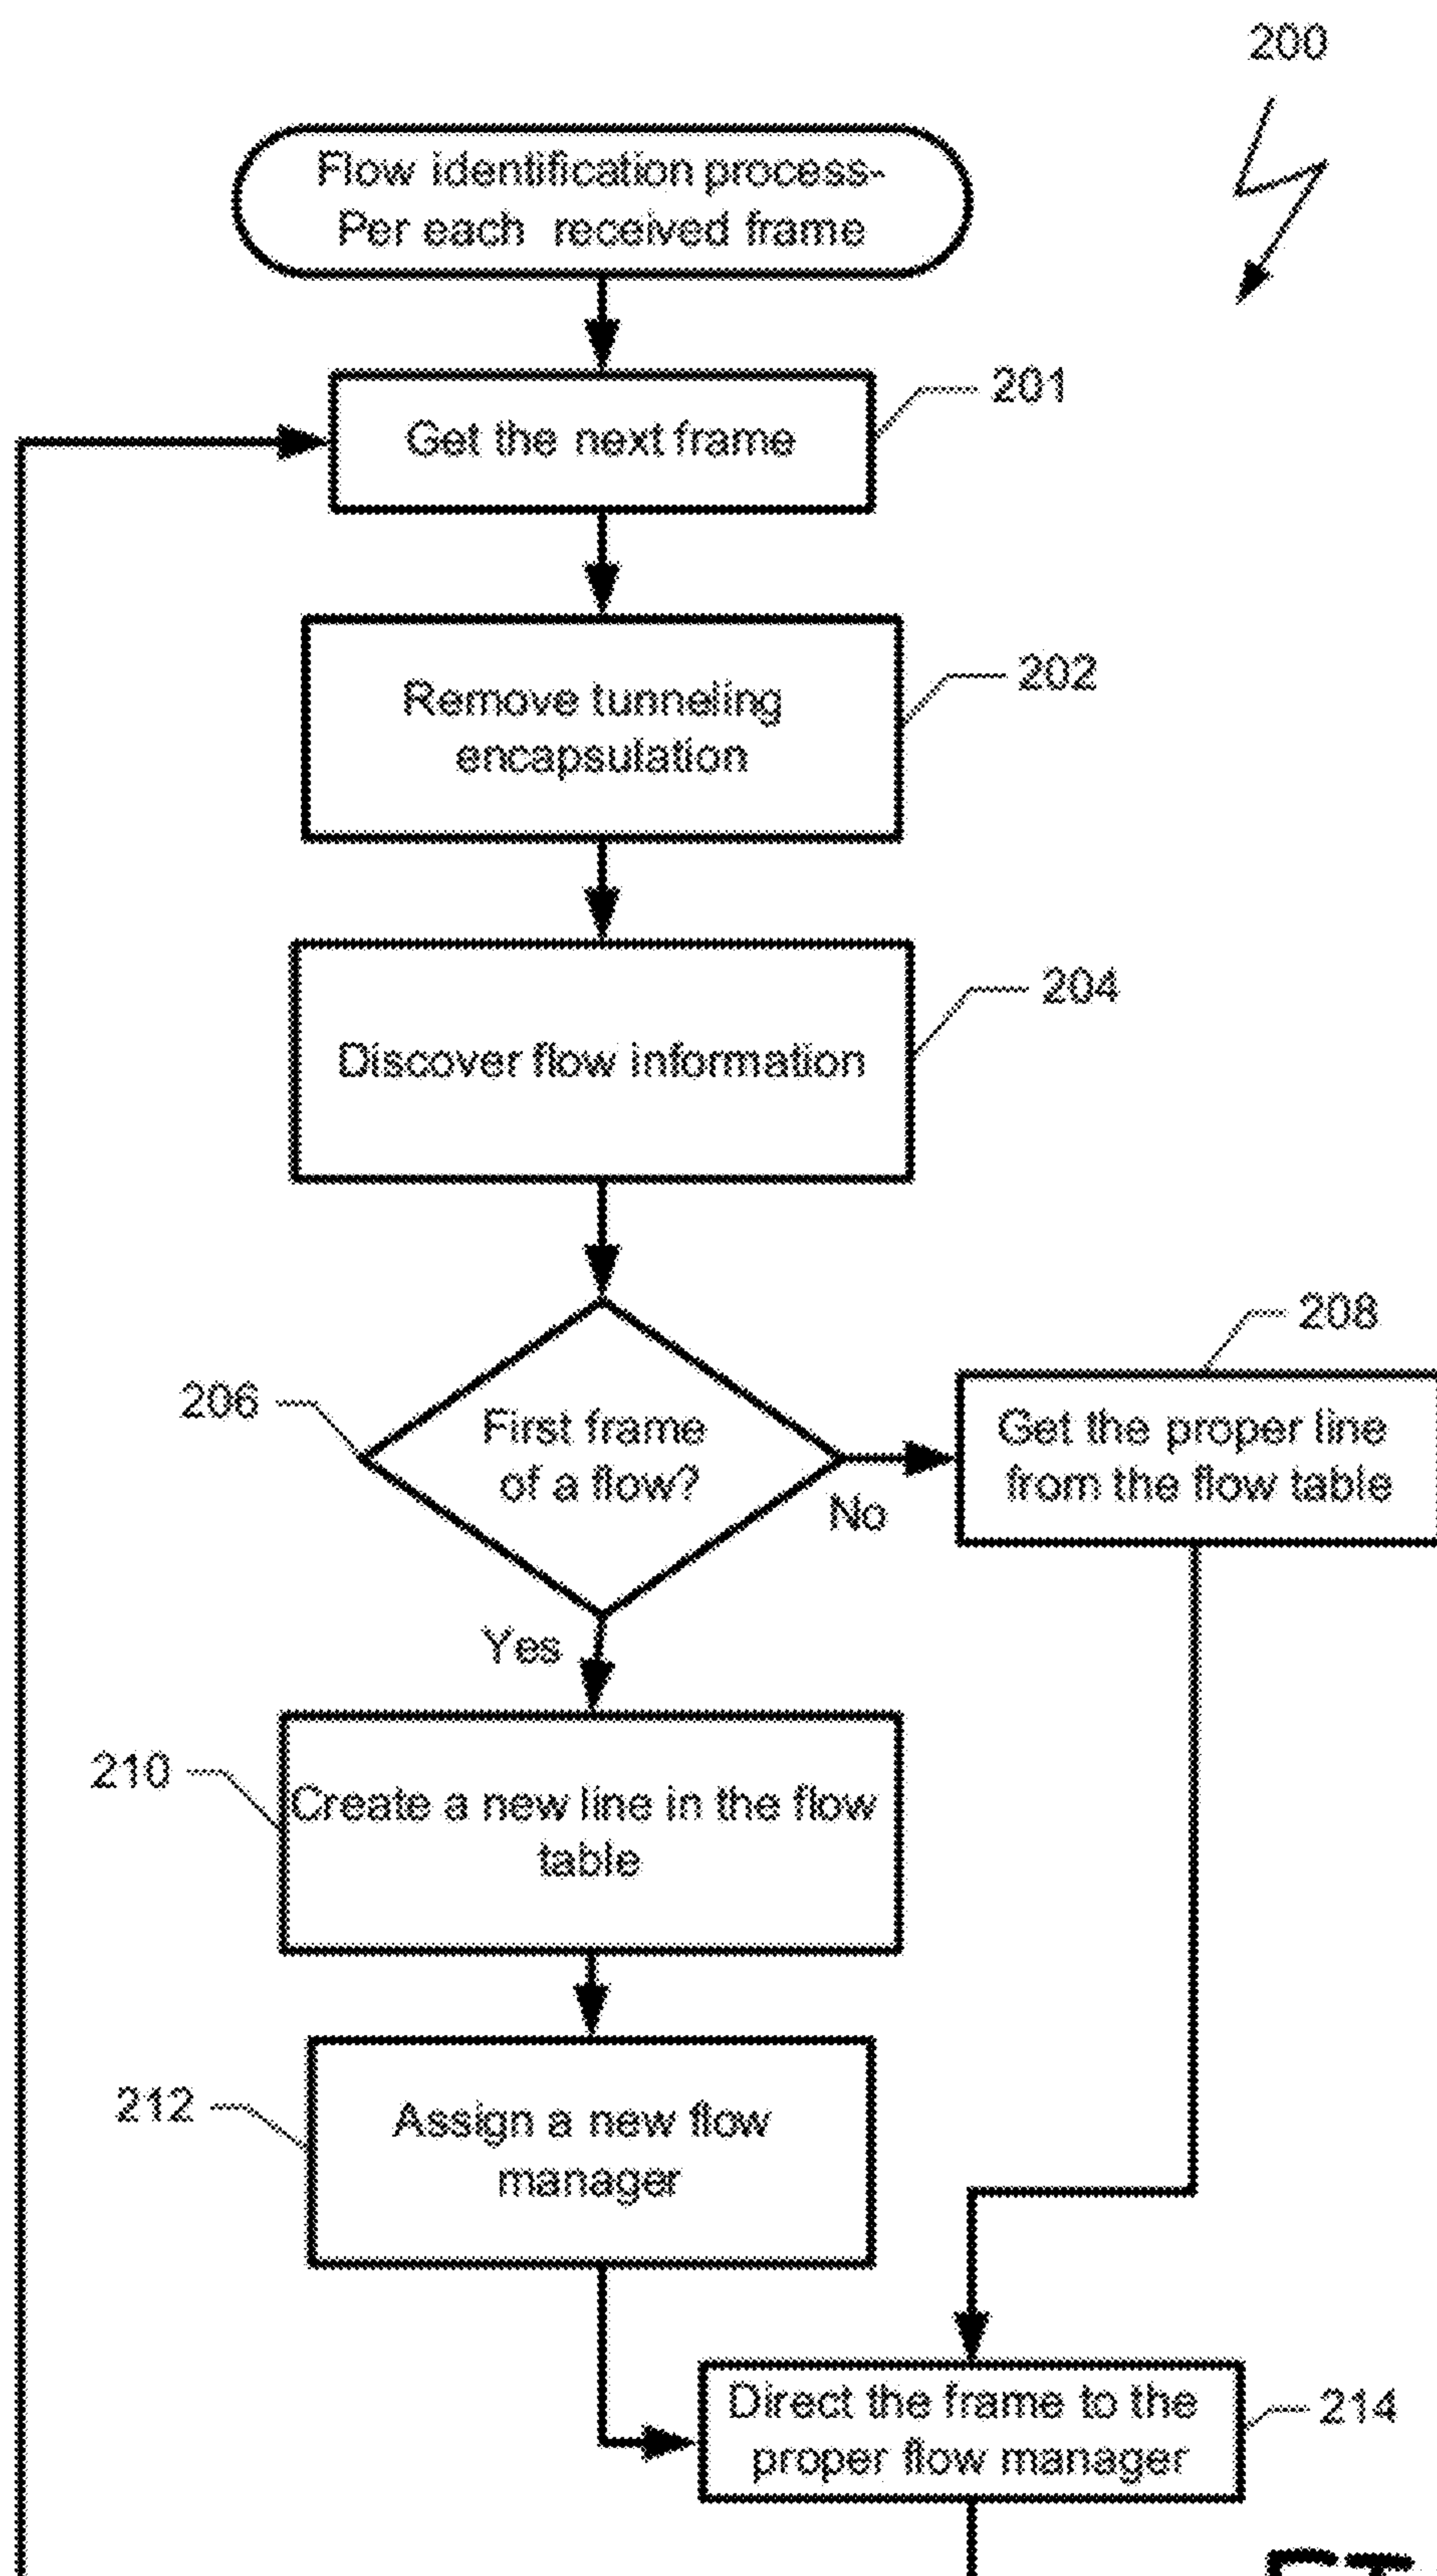 200
Flow identification process-
Per each received frame
201
Get the next frame
202
Remove tunneling
encapsulation
204
Discover flow information
206
First frame
of a flow?
No
208
Get the proper line
from the flow table
Yes
210
Create a new line in the flow
table
212
Assign a new flow
manager
Direct the frame to the
proper flow manager
214